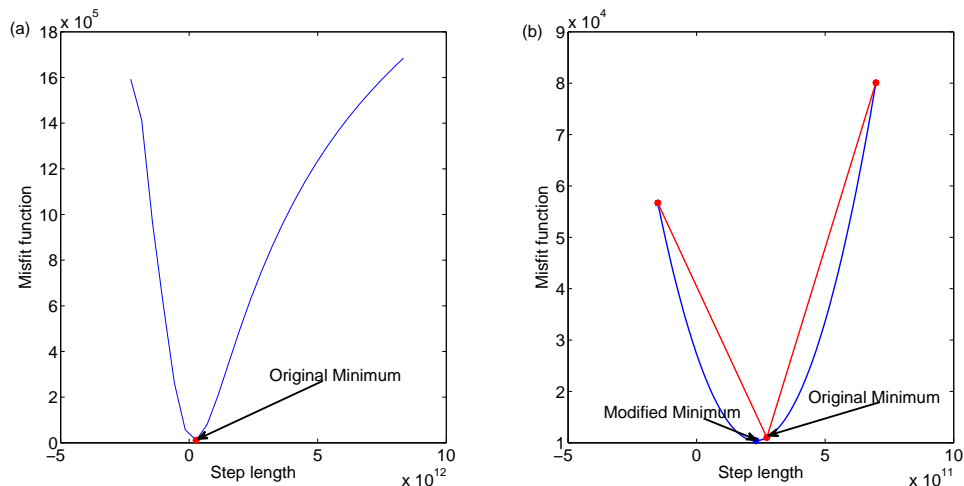 (a)
x 10^5
18
16
14
12
10
8
6
4
2
0
−5
0
5
10
x 10^12
Step length
Misfit function
Original Minimum
(b)
x 10^4
9
8
7
6
5
4
3
2
1
−5
0
5
10
x 10^11
Step length
Misfit function
Modified Minimum
Original Minimum